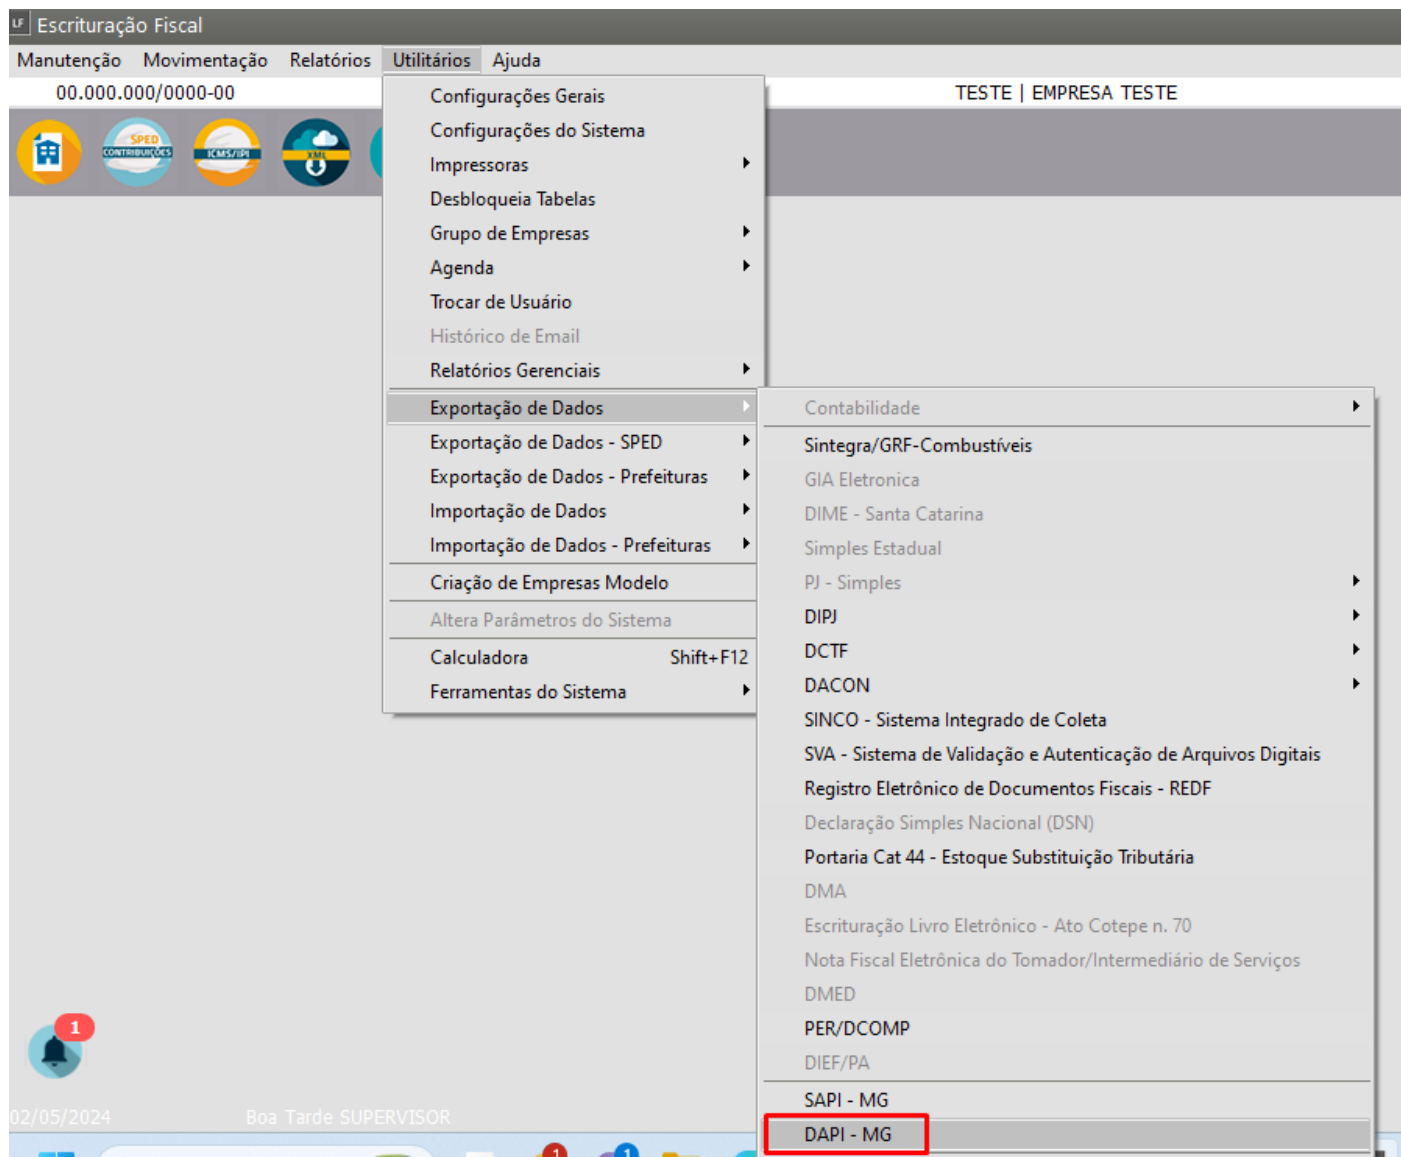 LF Escrituração Fiscal
Manutenção Movimentação Relatórios Utilitários Ajuda
00.000.000/0000-00 TESTE | EMPRESA TESTE
SPED CONTRIBUIÇÕES
ICMS/IPI
XML
Configurações Gerais
Configurações do Sistema
Impressoras
Desbloqueia Tabelas
Grupo de Empresas
Agenda
Trocar de Usuário
Histórico de Email
Relatórios Gerenciais
Exportação de Dados
Exportação de Dados - SPED
Exportação de Dados - Prefeituras
Importação de Dados
Importação de Dados - Prefeituras
Criação de Empresas Modelo
Altera Parâmetros do Sistema
Calculadora Shift+F12
Ferramentas do Sistema
Contabilidade
Sintegra/GRF-Combustíveis
GIA Eletronica
DIME - Santa Catarina
Simples Estadual
PJ - Simples
DIPJ
DCTF
DACON
SINCO - Sistema Integrado de Coleta
SVA - Sistema de Validação e Autenticação de Arquivos Digitais
Registro Eletrônico de Documentos Fiscais - REDF
Declaração Simples Nacional (DSN)
Portaria Cat 44 - Estoque Substituição Tributária
DMA
Escrituração Livro Eletrônico - Ato Cotepe n. 70
Nota Fiscal Eletrônica do Tomador/Intermediário de Serviços
DMED
PER/DCOMP
DIEF/PA
SAPI - MG
DAPI - MG
1
02/05/2024 Boa Tarde SUPERVISOR
1 1